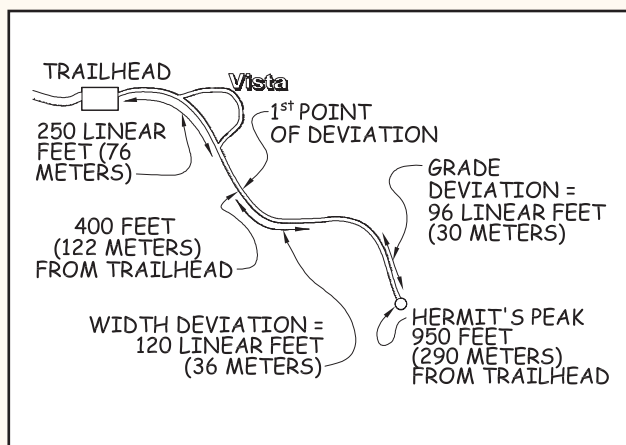 TRAILHEAD
Vista
1st POINT
OF DEVIATION
250 LINEAR
FEET (76
METERS)
GRADE
DEVIATION =
96 LINEAR FEET
(30 METERS)
400 FEET
(122 METERS)
FROM TRAILHEAD
WIDTH DEVIATION =
120 LINEAR FEET
(36 METERS)
HERMIT'S PEAK
950 FEET
(290 METERS)
FROM TRAILHEAD